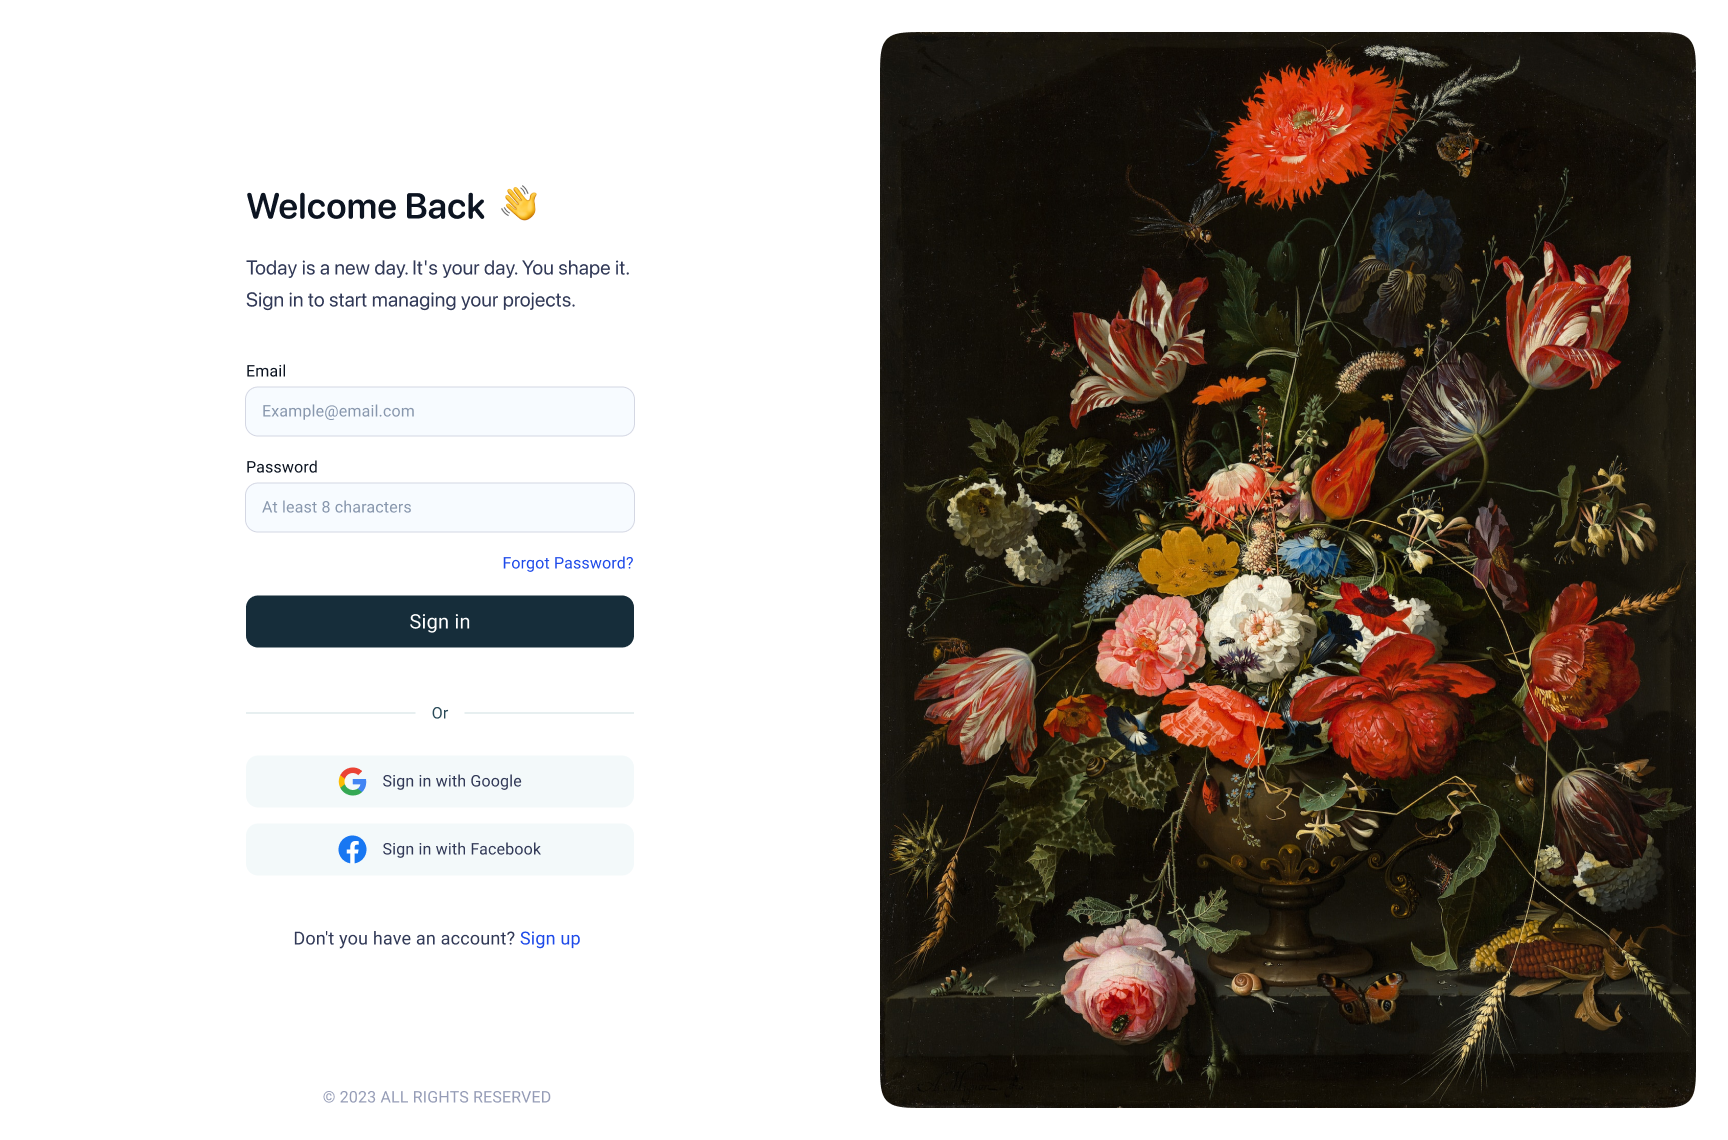 Welcome Back 👋
Today is a new day. It's your day. You shape it.
Sign in to start managing your projects.
Email
Example@email.com
Password
At least 8 characters
Forgot Password?
Sign in
Or
Sign in with Google
Sign in with Facebook
Don't you have an account? Sign up
© 2023 ALL RIGHTS RESERVED